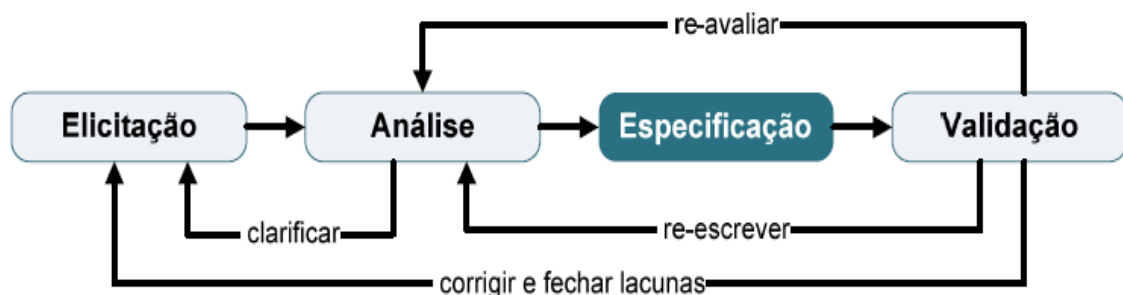 re-avaliar
Elicitação
Análise
Especificação
Validação
clarificar
re-escrever
corrigir e fechar lacunas